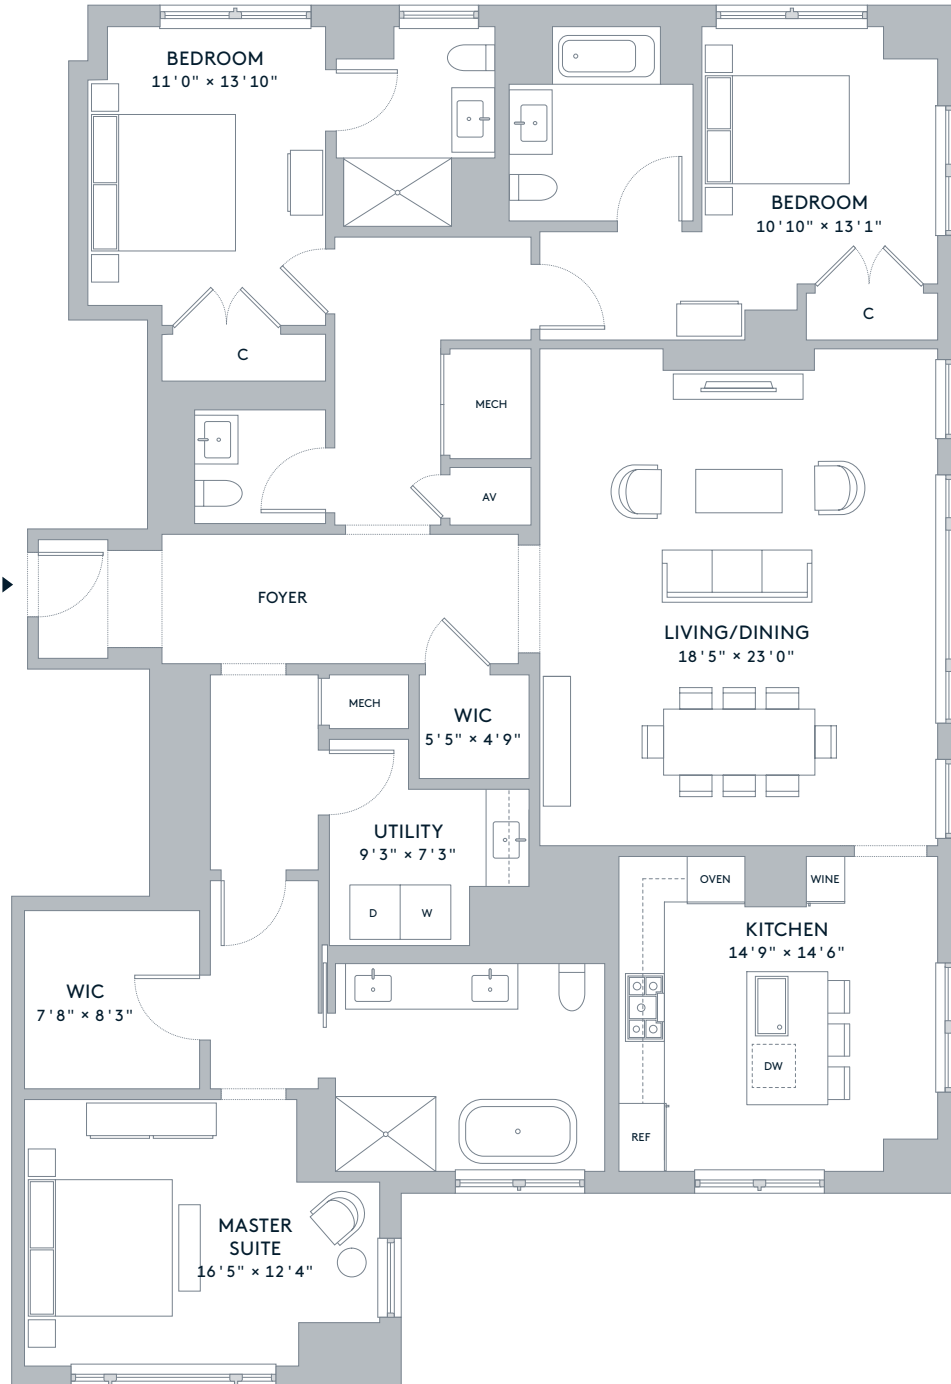 BEDROOM
11'0" × 13'10"
BEDROOM
10'10" × 13'1"
C
C
MECH
AV
FOYER
LIVING/DINING
18'5" × 23'0"
MECH
WIC
5'5" × 4'9"
UTILITY
9'3" × 7'3"
D
W
OVEN
WINE
KITCHEN
14'9" × 14'6"
WIC
7'8" × 8'3"
DW
REF
MASTER
SUITE
16'5" × 12'4"